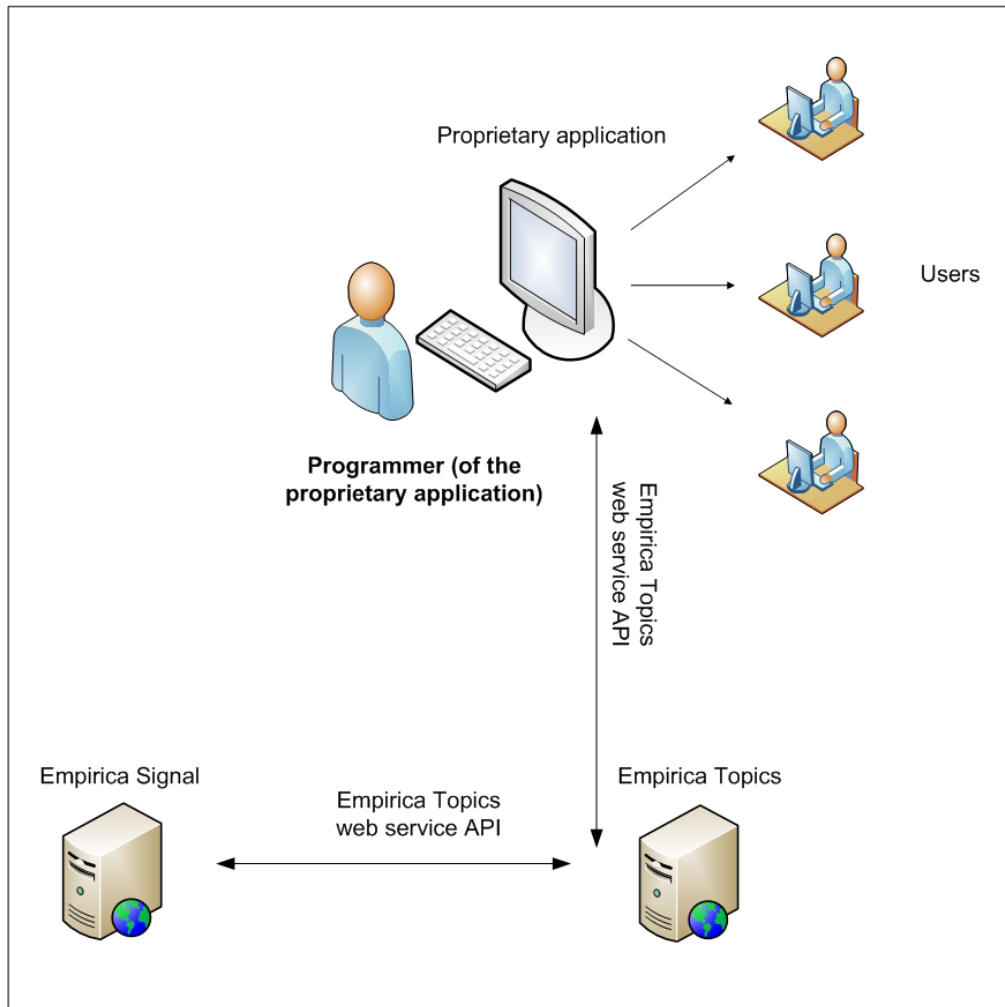 Proprietary application
Users
Programmer (of the
proprietary application)
Empirica Topics
web service API
Empirica Signal
Empirica Topics
web service API
Empirica Topics